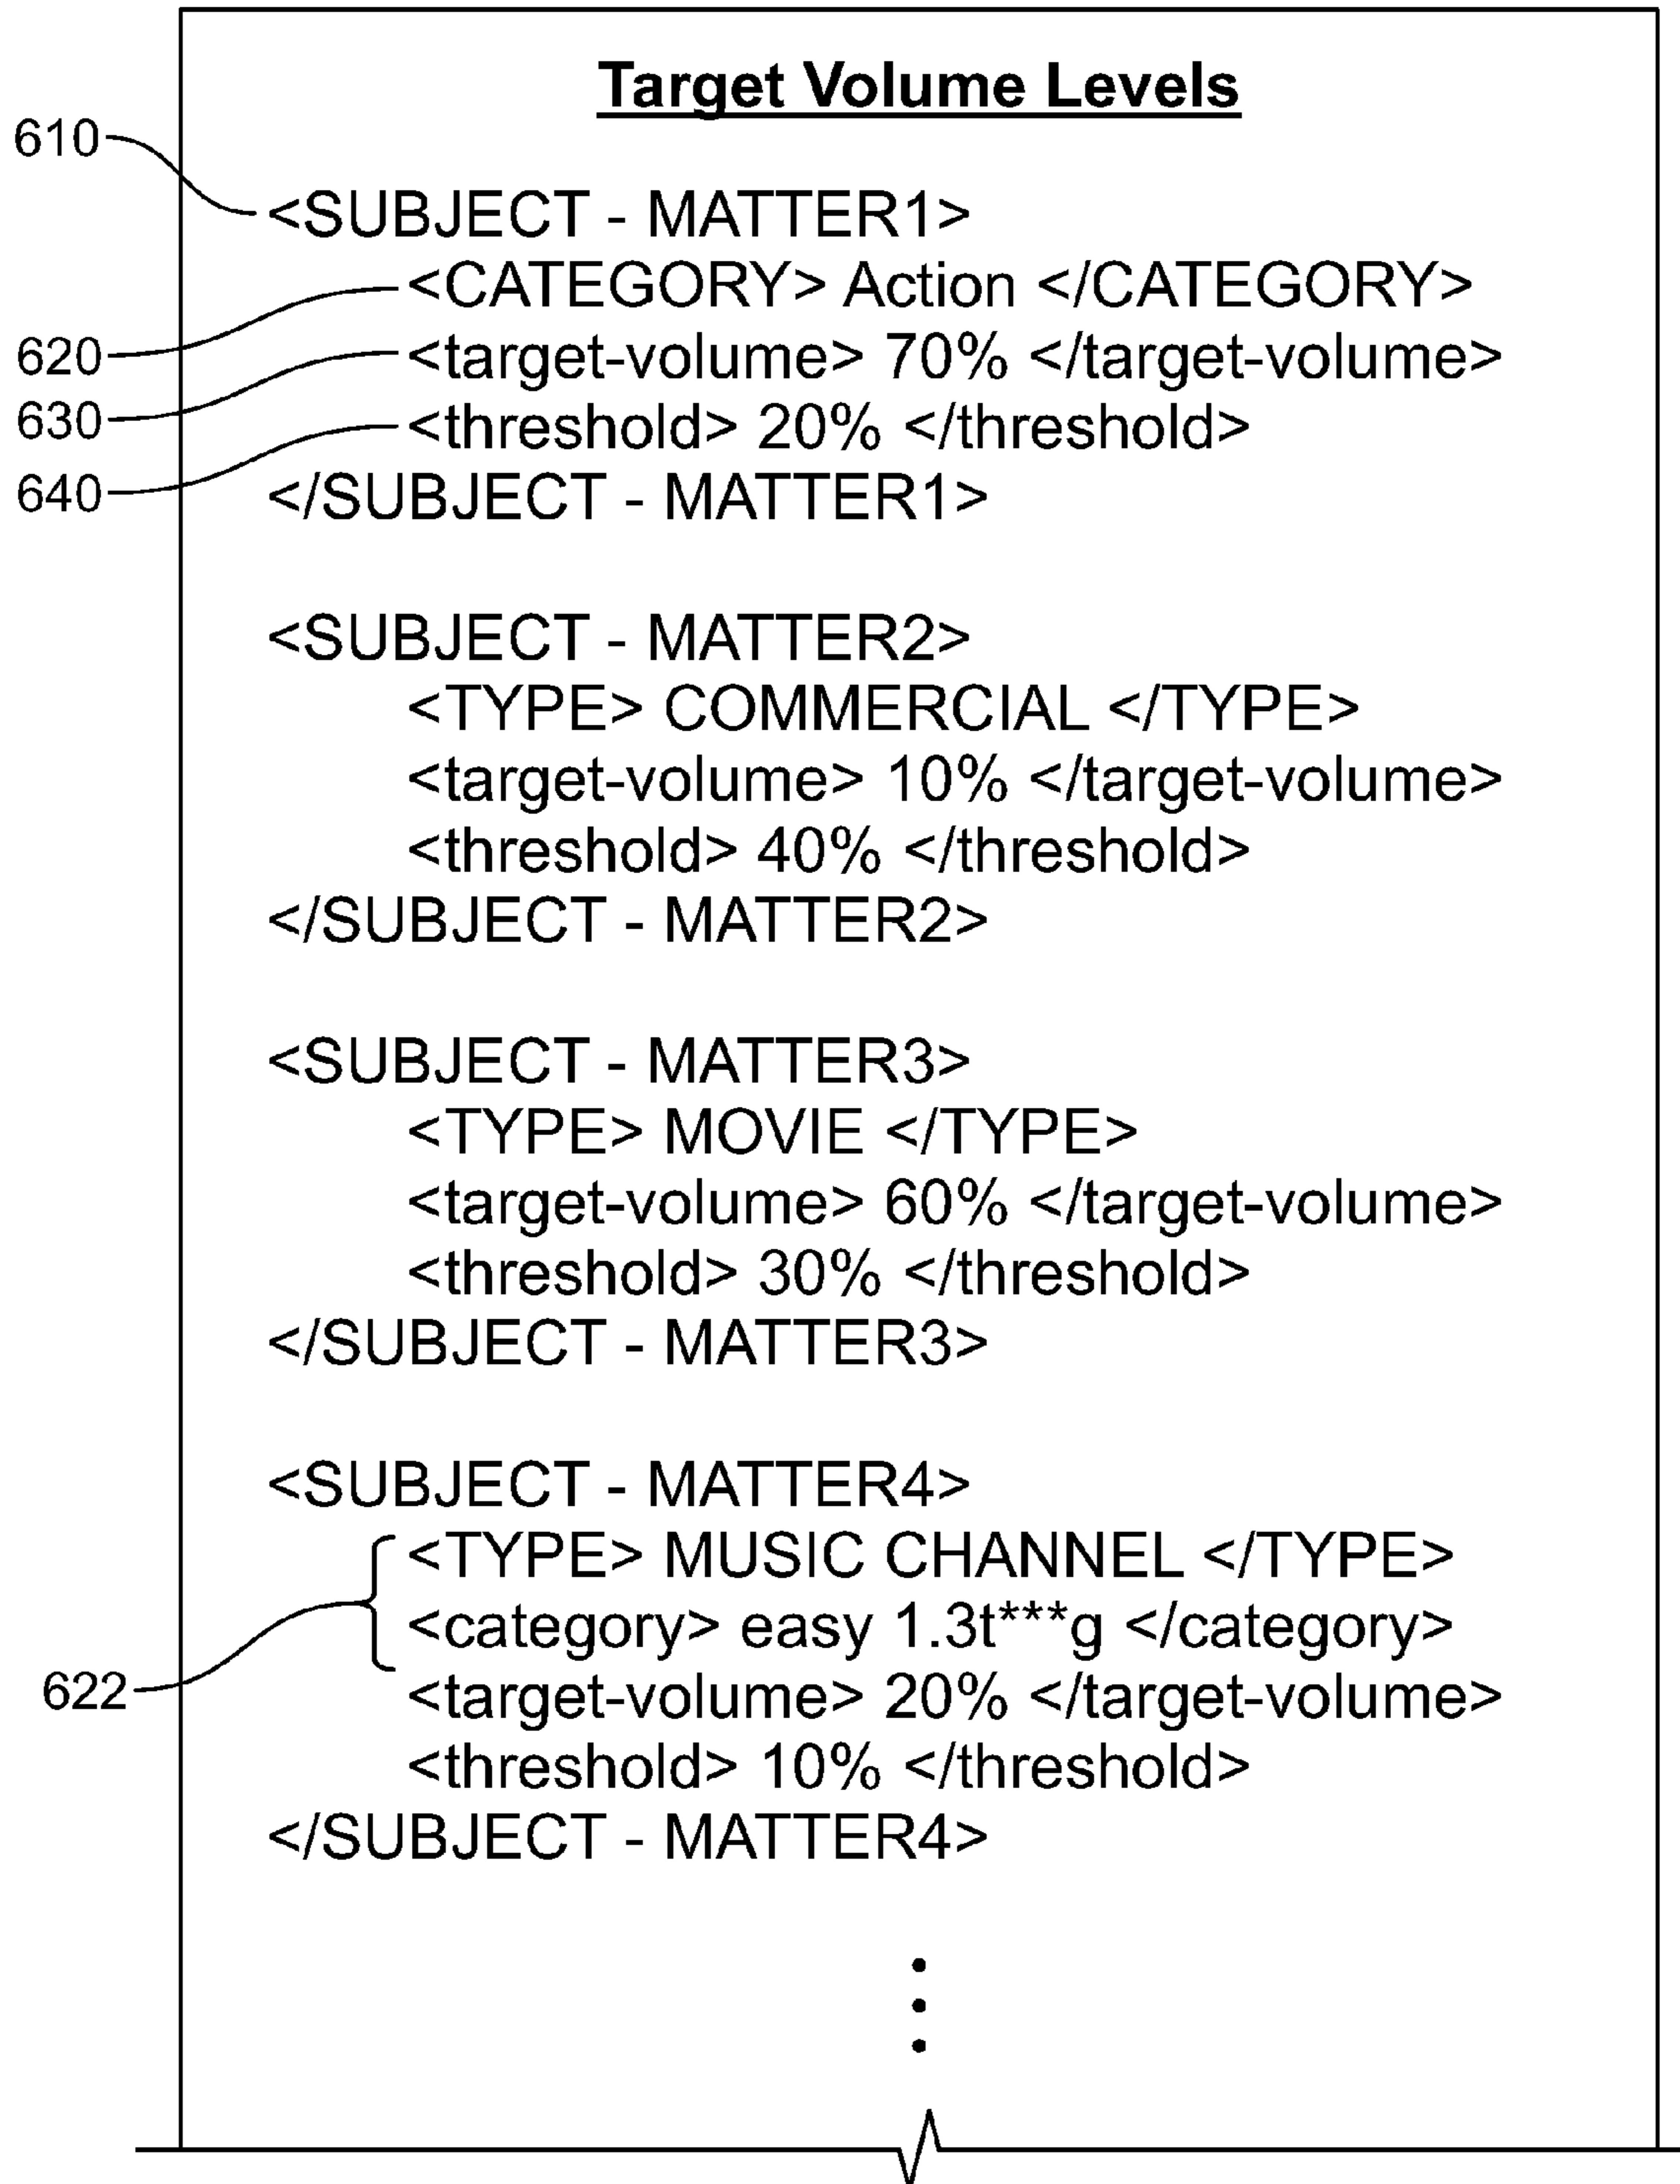 Target Volume Levels
610
<SUBJECT - MATTER1>
<CATEGORY> Action </CATEGORY>
620
<target-volume> 70% </target-volume>
630
<threshold> 20% </threshold>
640
</SUBJECT - MATTER1>
<SUBJECT - MATTER2>
<TYPE> COMMERCIAL </TYPE>
<target-volume> 10% </target-volume>
<threshold> 40% </threshold>
</SUBJECT - MATTER2>
<SUBJECT - MATTER3>
<TYPE> MOVIE </TYPE>
<target-volume> 60% </target-volume>
<threshold> 30% </threshold>
</SUBJECT - MATTER3>
<SUBJECT - MATTER4>
<TYPE> MUSIC CHANNEL </TYPE>
<category> easy 1.3t***g </category>
622
<target-volume> 20% </target-volume>
<threshold> 10% </threshold>
</SUBJECT - MATTER4>